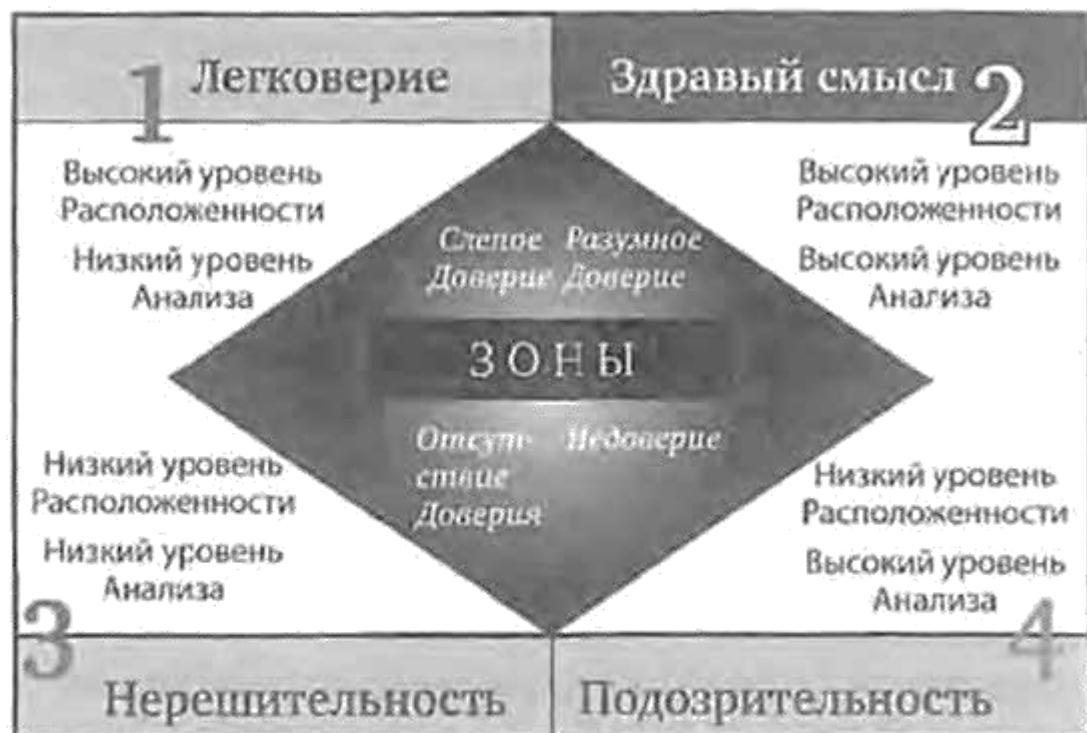 1 Легковерие
Здравый смысл 2
Высокий уровень
Расположенности
Низкий уровень
Анализа
Высокий уровень
Расположенности
Высокий уровень
Анагиза
Слепое
Доверие
Разумное
Доверие
ЗОНЫ
Отсут-
ствие
Доверия
Недоверие
Низкий уровень
Расположенности
Низкий уровень
Анализа
Низкий уровень
Расположенности
Высокий уровень
Анализа
3 Нерешительность
Подозрительность 4